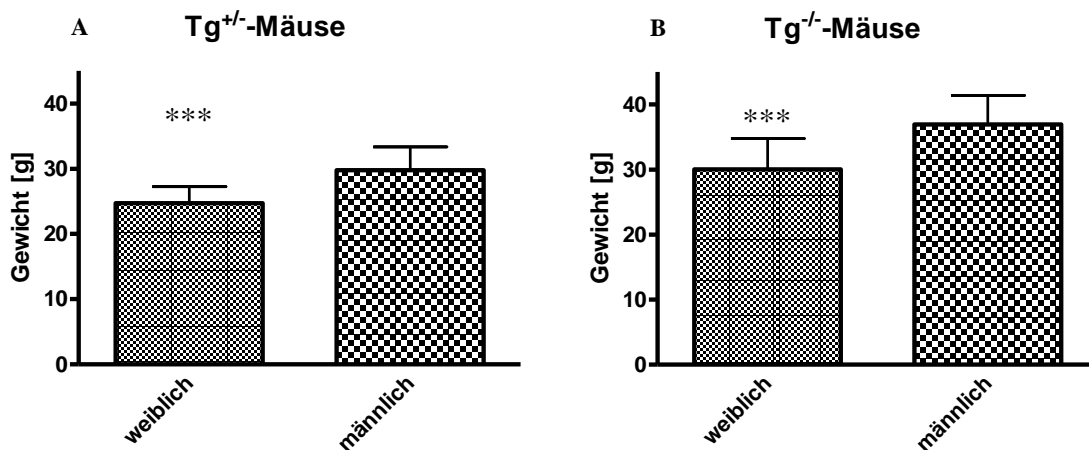 A Tg+/--Mäuse
Gewicht [g]
40
30
20
10
0
***
weiblich
männlich
B Tg-/--Mäuse
Gewicht [g]
40
30
20
10
0
***
weiblich
männlich